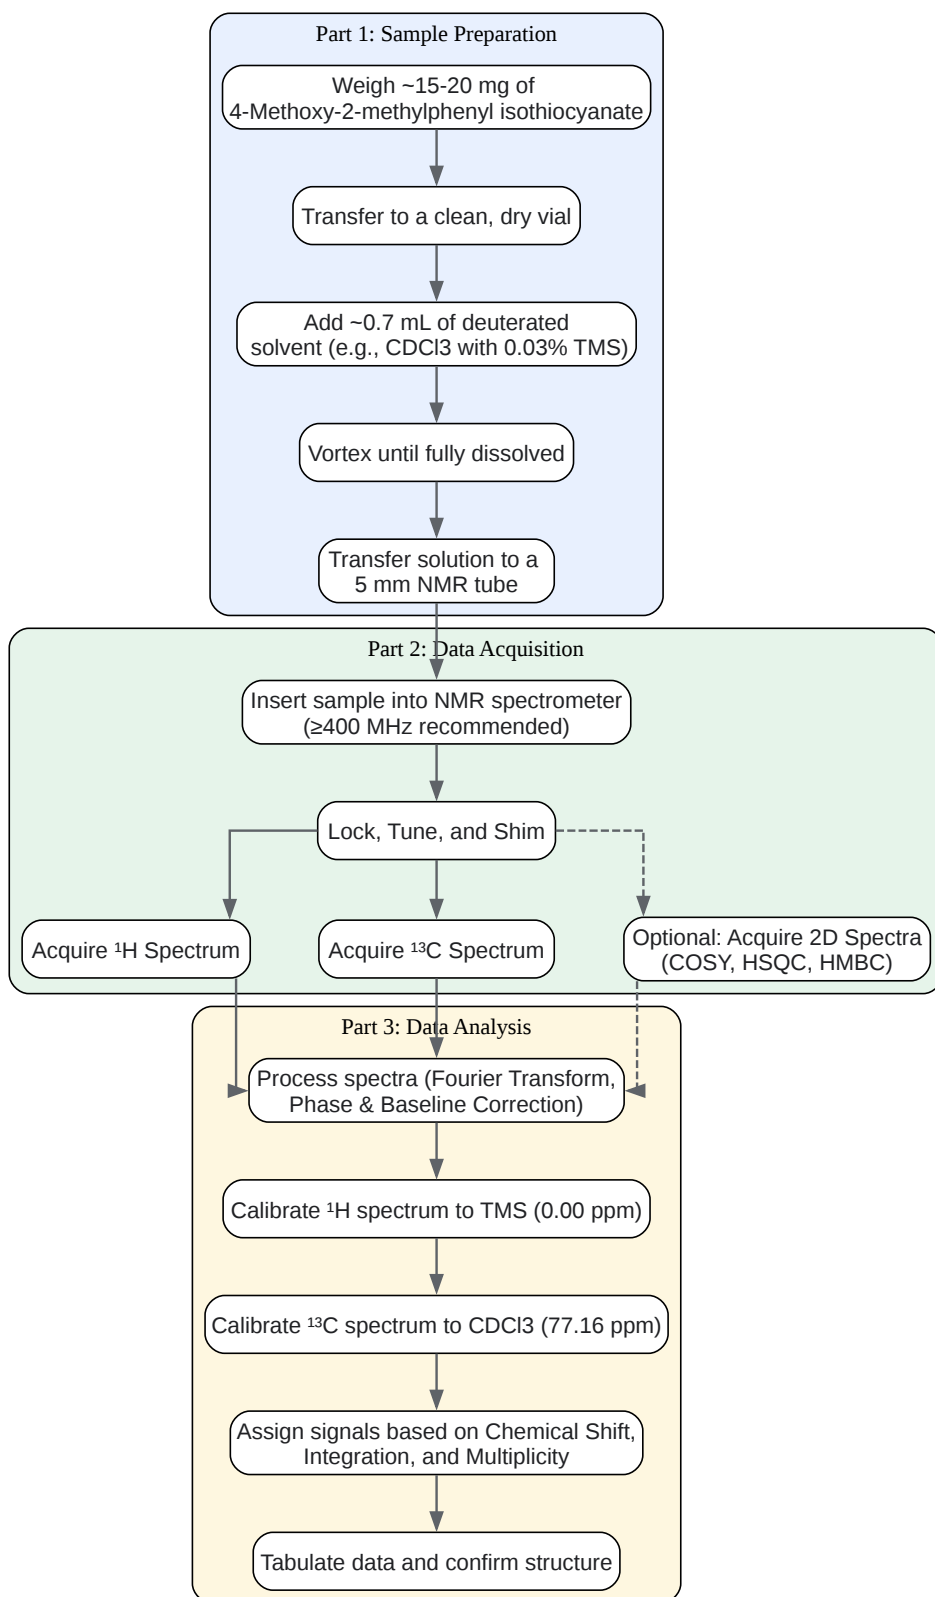 Part 1: Sample Preparation
Weigh ~15-20 mg of
4-Methoxy-2-methylphenyl isothiocyanate
Transfer to a clean, dry vial
Add ~0.7 mL of deuterated
solvent (e.g., CDCl3 with 0.03% TMS)
Vortex until fully dissolved
Transfer solution to a
5 mm NMR tube
Part 2: Data Acquisition
Insert sample into NMR spectrometer
(≥400 MHz recommended)
Lock, Tune, and Shim
Acquire ¹H Spectrum
Acquire ¹³C Spectrum
Optional: Acquire 2D Spectra
(COSY, HSQC, HMBC)
Part 3: Data Analysis
Process spectra (Fourier Transform,
Phase & Baseline Correction)
Calibrate ¹H spectrum to TMS (0.00 ppm)
Calibrate ¹³C spectrum to CDCl3 (77.16 ppm)
Assign signals based on Chemical Shift,
Integration, and Multiplicity
Tabulate data and confirm structure